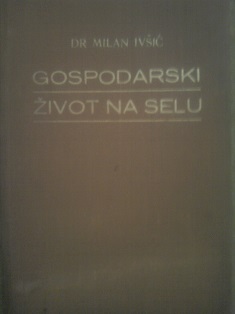 DR MILAN IVŠIĆ
GOSPODARSKI
ŽIVOT NA SELU